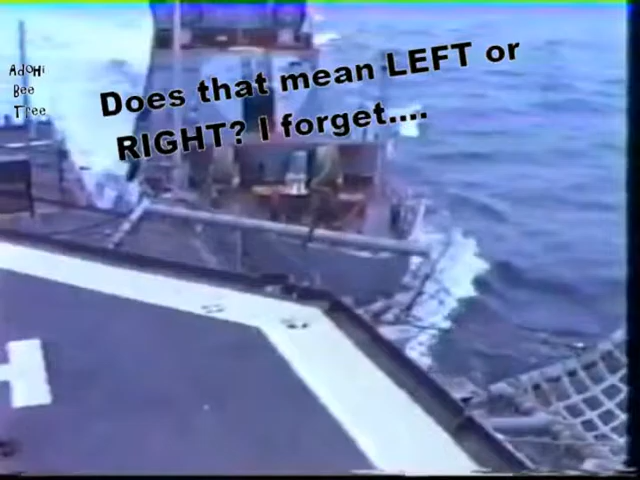 AdOHi
Bee
Tree
Does that mean LEFT or
RIGHT? I forget....
H